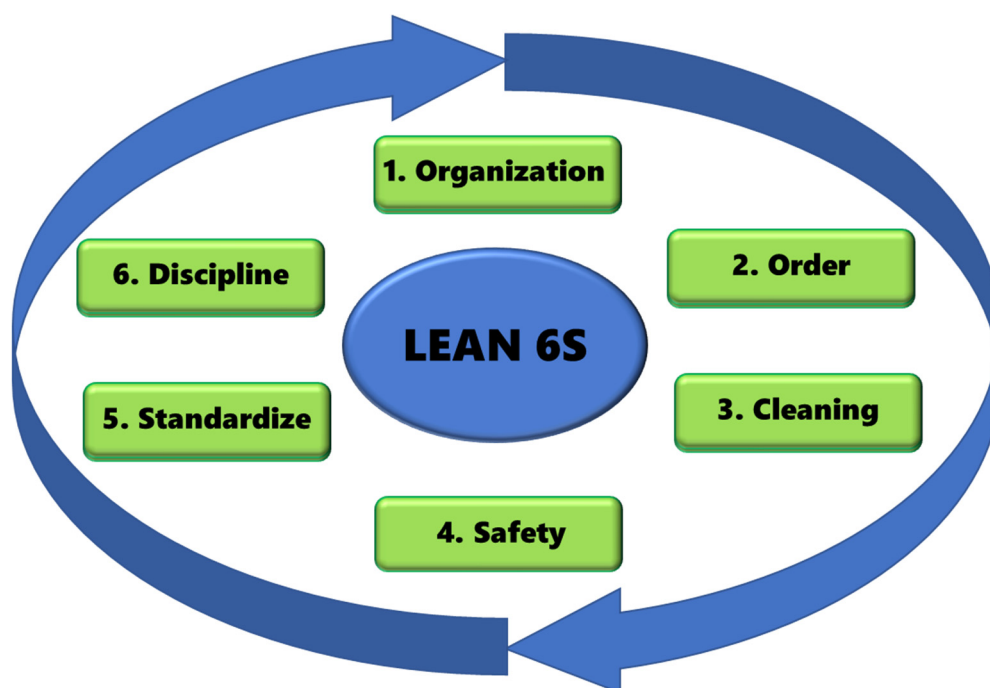 1. Organization
2. Order
3. Cleaning
4. Safety
5. Standardize
6. Discipline
LEAN 6S